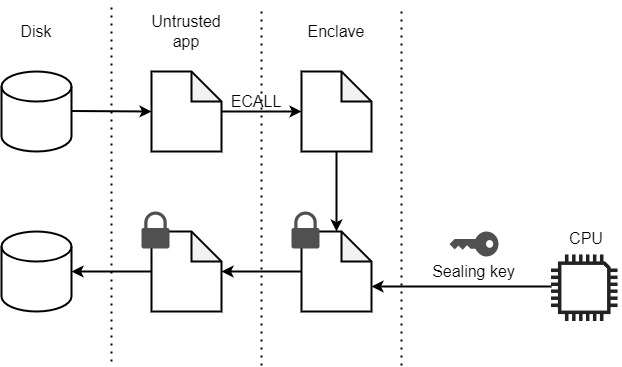 Disk
Untrusted
app
Enclave
ECALL
Sealing key
CPU